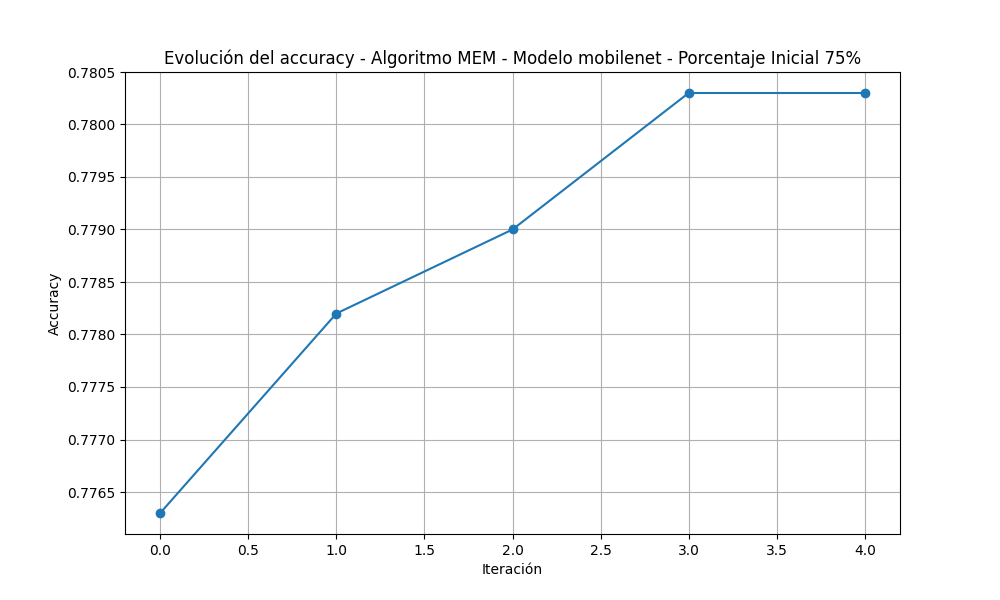 Evolución del accuracy - Algoritmo MEM - Modelo mobilenet - Porcentaje Inicial 75%
0.7805
0.7800
0.7795
0.7790
0.7785
0.7780
0.7775
0.7770
0.7765
Accuracy
0.0 0.5 1.0 1.5 2.0 2.5 3.0 3.5 4.0
Iteración